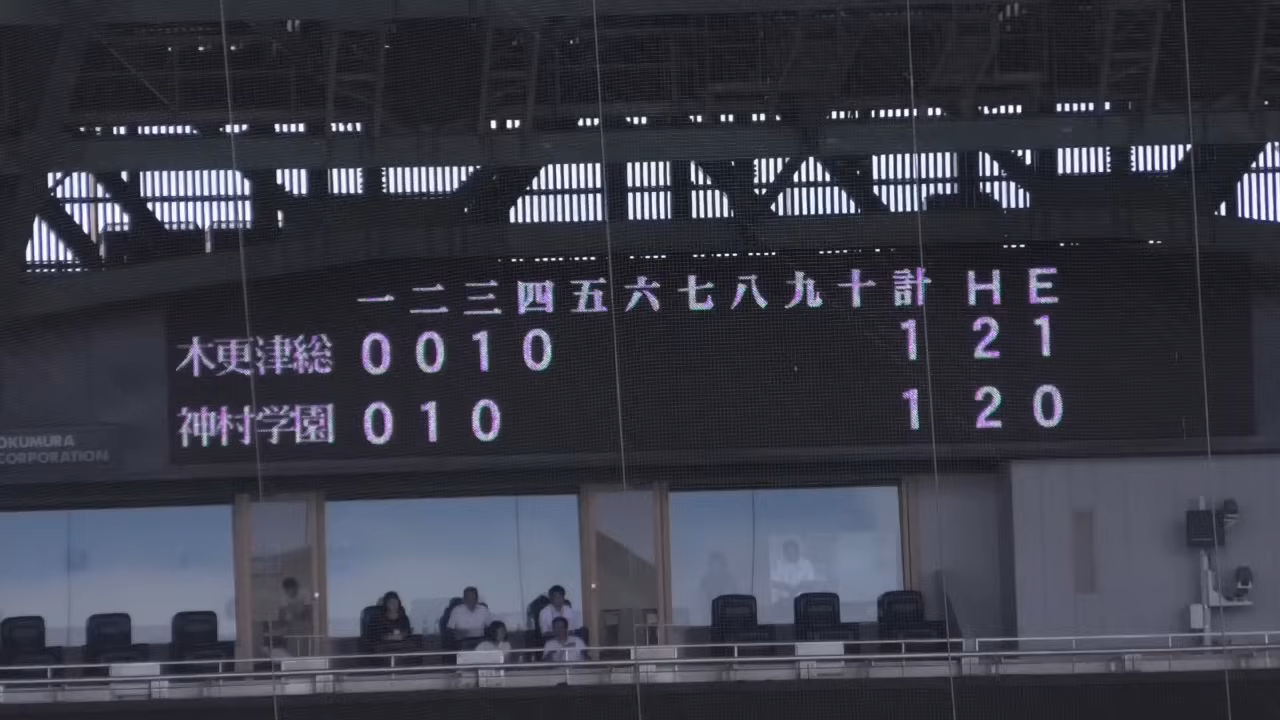 一 二 三 四 五 六 七 八 九 十 計 H E
木更津総 0 0 1 0 1 2 1
神村学園 0 1 0 1 2 0
OKUMURA
CORPORATION